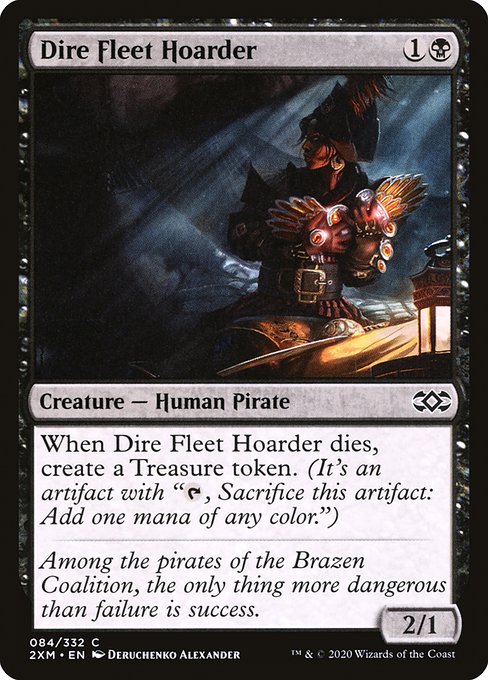 Dire Fleet Hoarder 1
Creature — Human Pirate
When Dire Fleet Hoarder dies,
create a Treasure token. (It's an
artifact with “, Sacrifice this artifact:
Add one mana of any color.”)
Among the pirates of the Brazen
Coalition, the only thing more dangerous
than failure is success.
2/1
084/332 C
2XM • EN Deruchenko Alexander
™ & © 2020 Wizards of the Coast